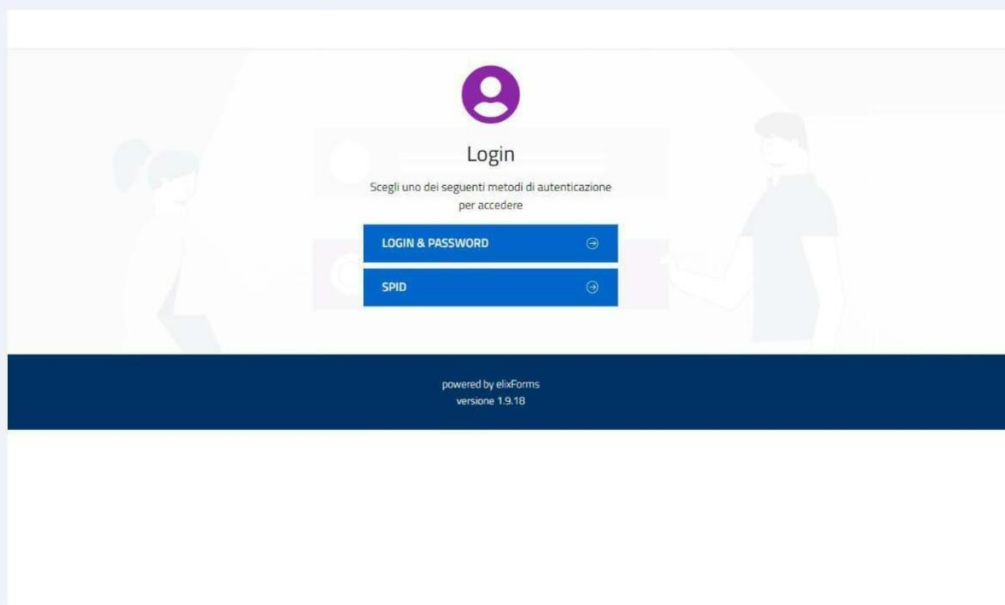 Login
Scegli uno dei seguenti metodi di autenticazione
per accedere
LOGIN & PASSWORD
SPID
powered by elixForms
versione 1.9.18